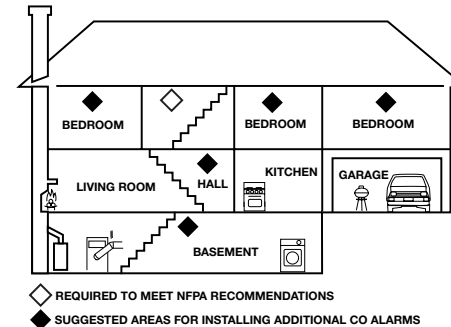 BEDROOM
BEDROOM
BEDROOM
LIVING ROOM
HALL
KITCHEN
GARAGE
BASEMENT
REQUIRED TO MEET NFPA RECOMMENDATIONS
SUGGESTED AREAS FOR INSTALLING ADDITIONAL CO ALARMS